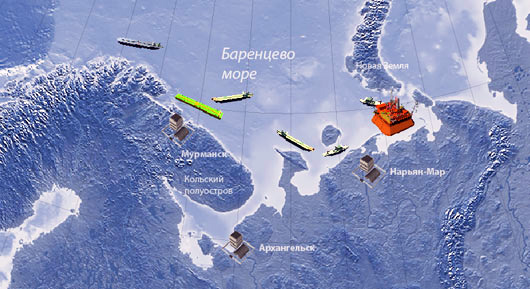 Баренцево
море
Новая Земля
Мурманск
Нарьян-Мар
Кольский
полуостров
Архангельск